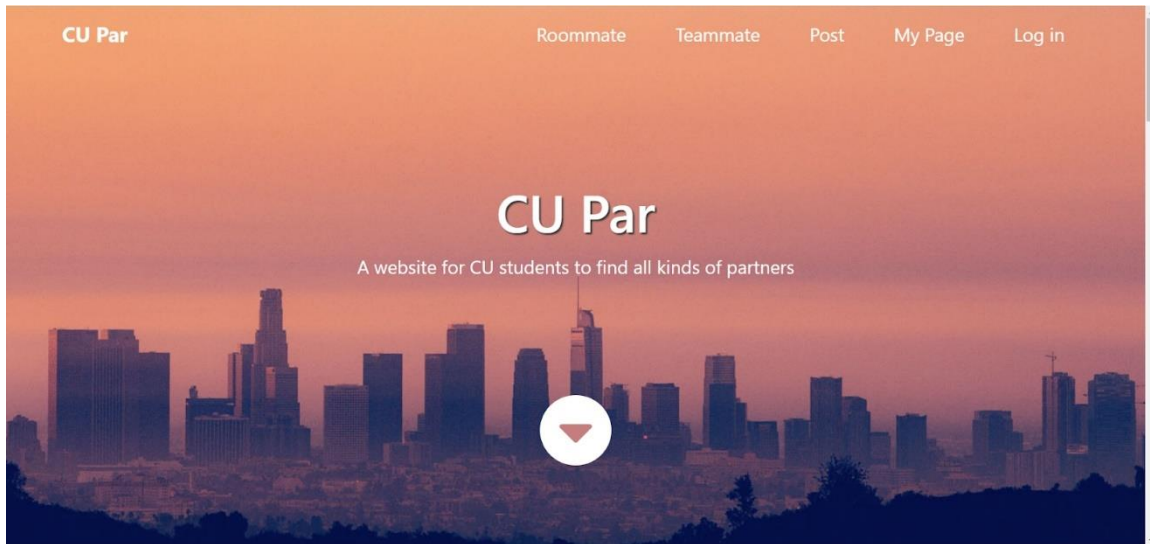 CU Par Roommate Teammate Post My Page Log in
CU Par
A website for CU students to find all kinds of partners